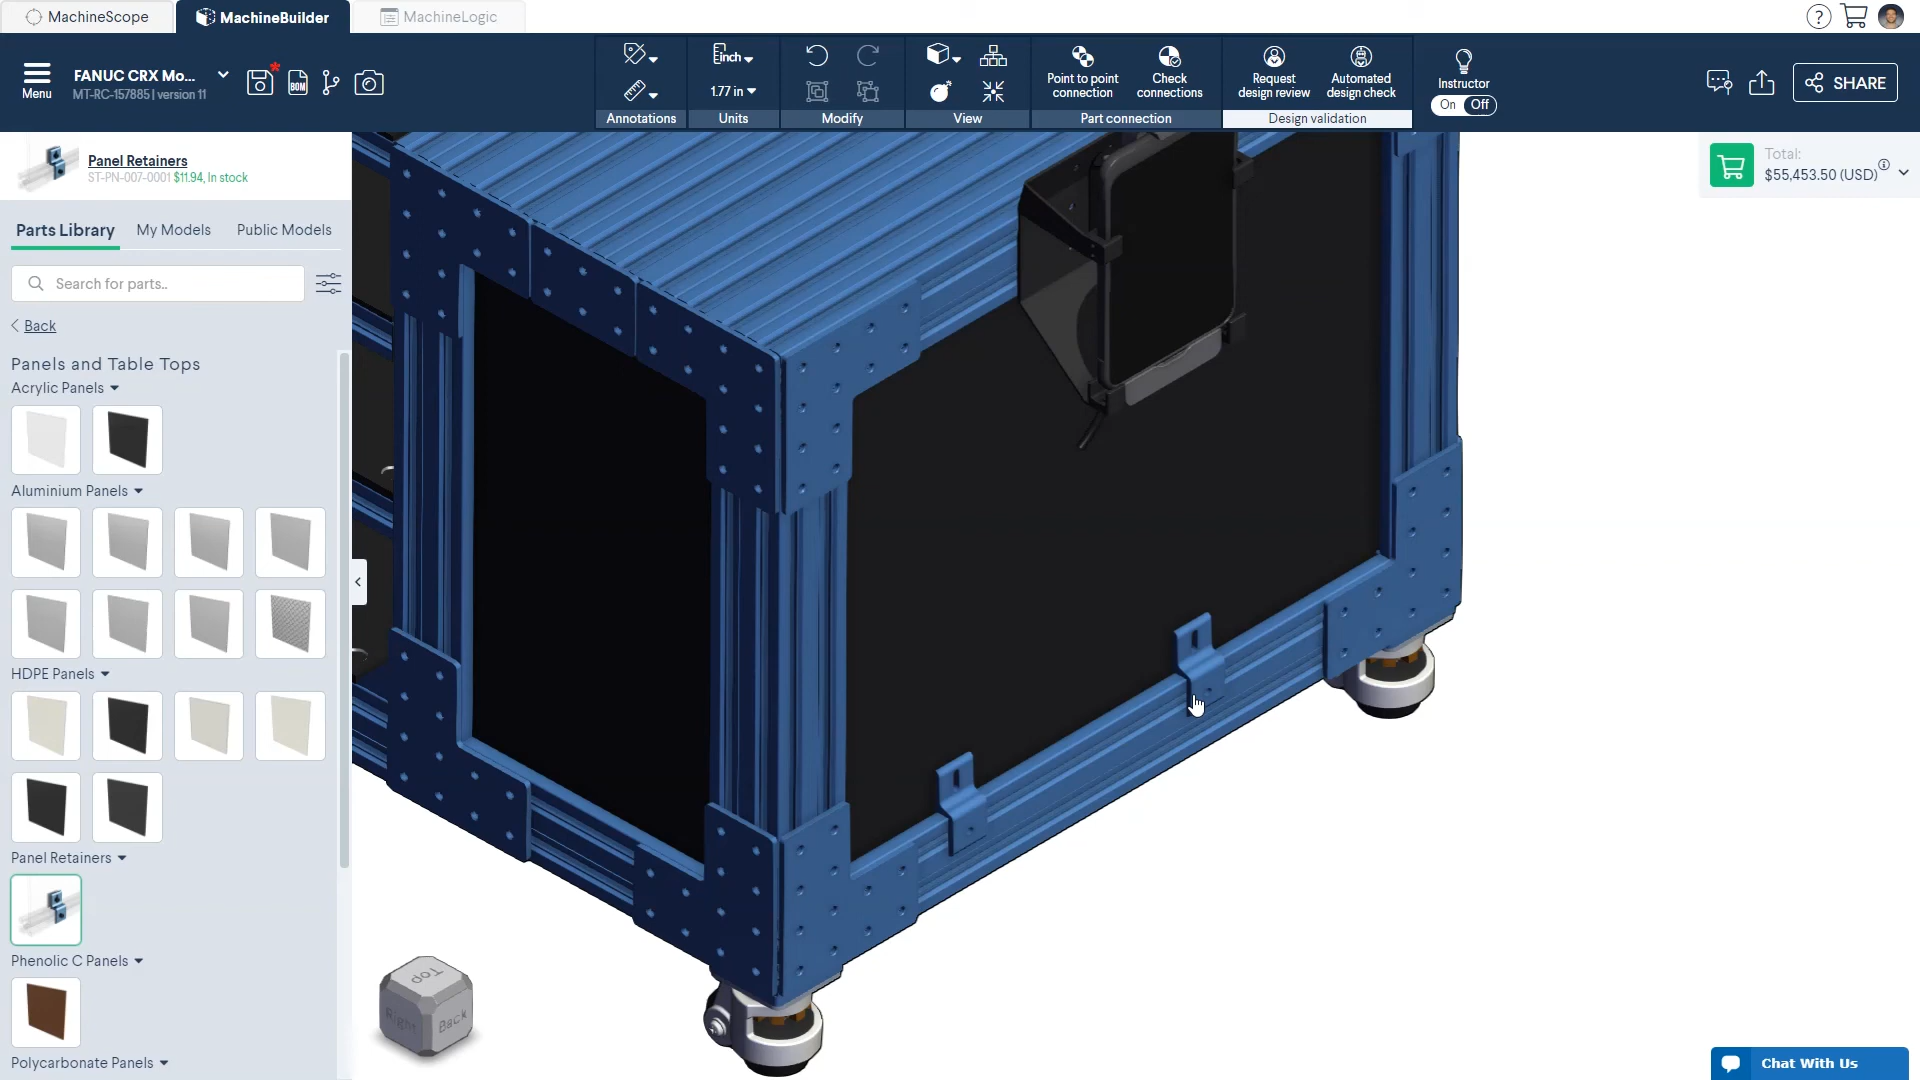 MachineScope
MachineBuilder
MachineLogic
?
Menu
FANUC CRX Mo...
MT-RC-157885 | version 11
BOM
Inch
1.77 in
Annotations
Units
Modify
View
Point to point
connection
Check
connections
Part connection
Request
design review
Automated
design check
Design validation
Instructor
On Off
SHARE
Panel Retainers
ST-PN-007-0001 $11.94, In stock
Total:
$55,453.50 (USD)
Parts Library
My Models
Public Models
Search for parts..
Back
Panels and Table Tops
Acrylic Panels
Aluminium Panels
HDPE Panels
Panel Retainers
Phenolic C Panels
Polycarbonate Panels
Top
Right
Back
Chat With Us